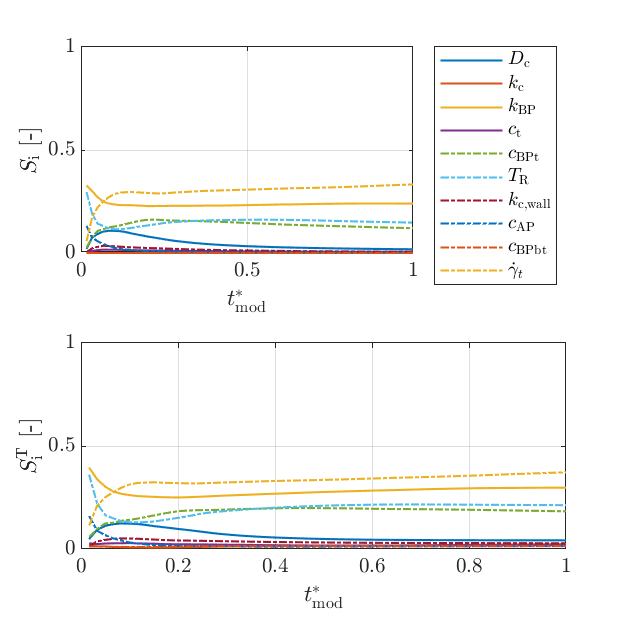 1
0.5
0
S_i [-]
0 0.5 1
t*_mod
D_c
k_c
k_BP
c_t
c_BPt
T_R
k_c,wall
c_AP
c_BPbt
γ̇_t
1
0.5
0
S_i^T [-]
0 0.2 0.4 0.6 0.8 1
t*_mod